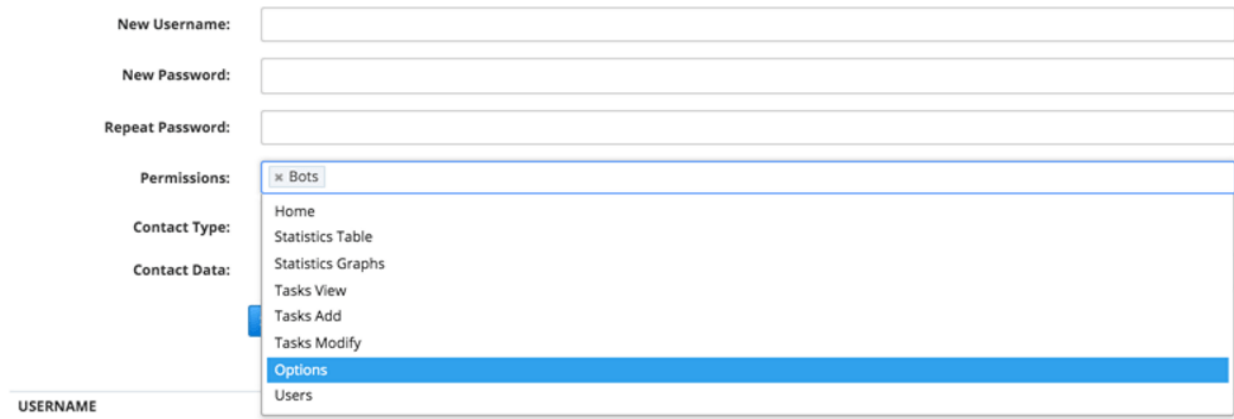 New Username:
New Password:
Repeat Password:
Permissions:
× Bots
Home
Statistics Table
Statistics Graphs
Tasks View
Tasks Add
Tasks Modify
Options
Users
Contact Type:
Contact Data:
USERNAME